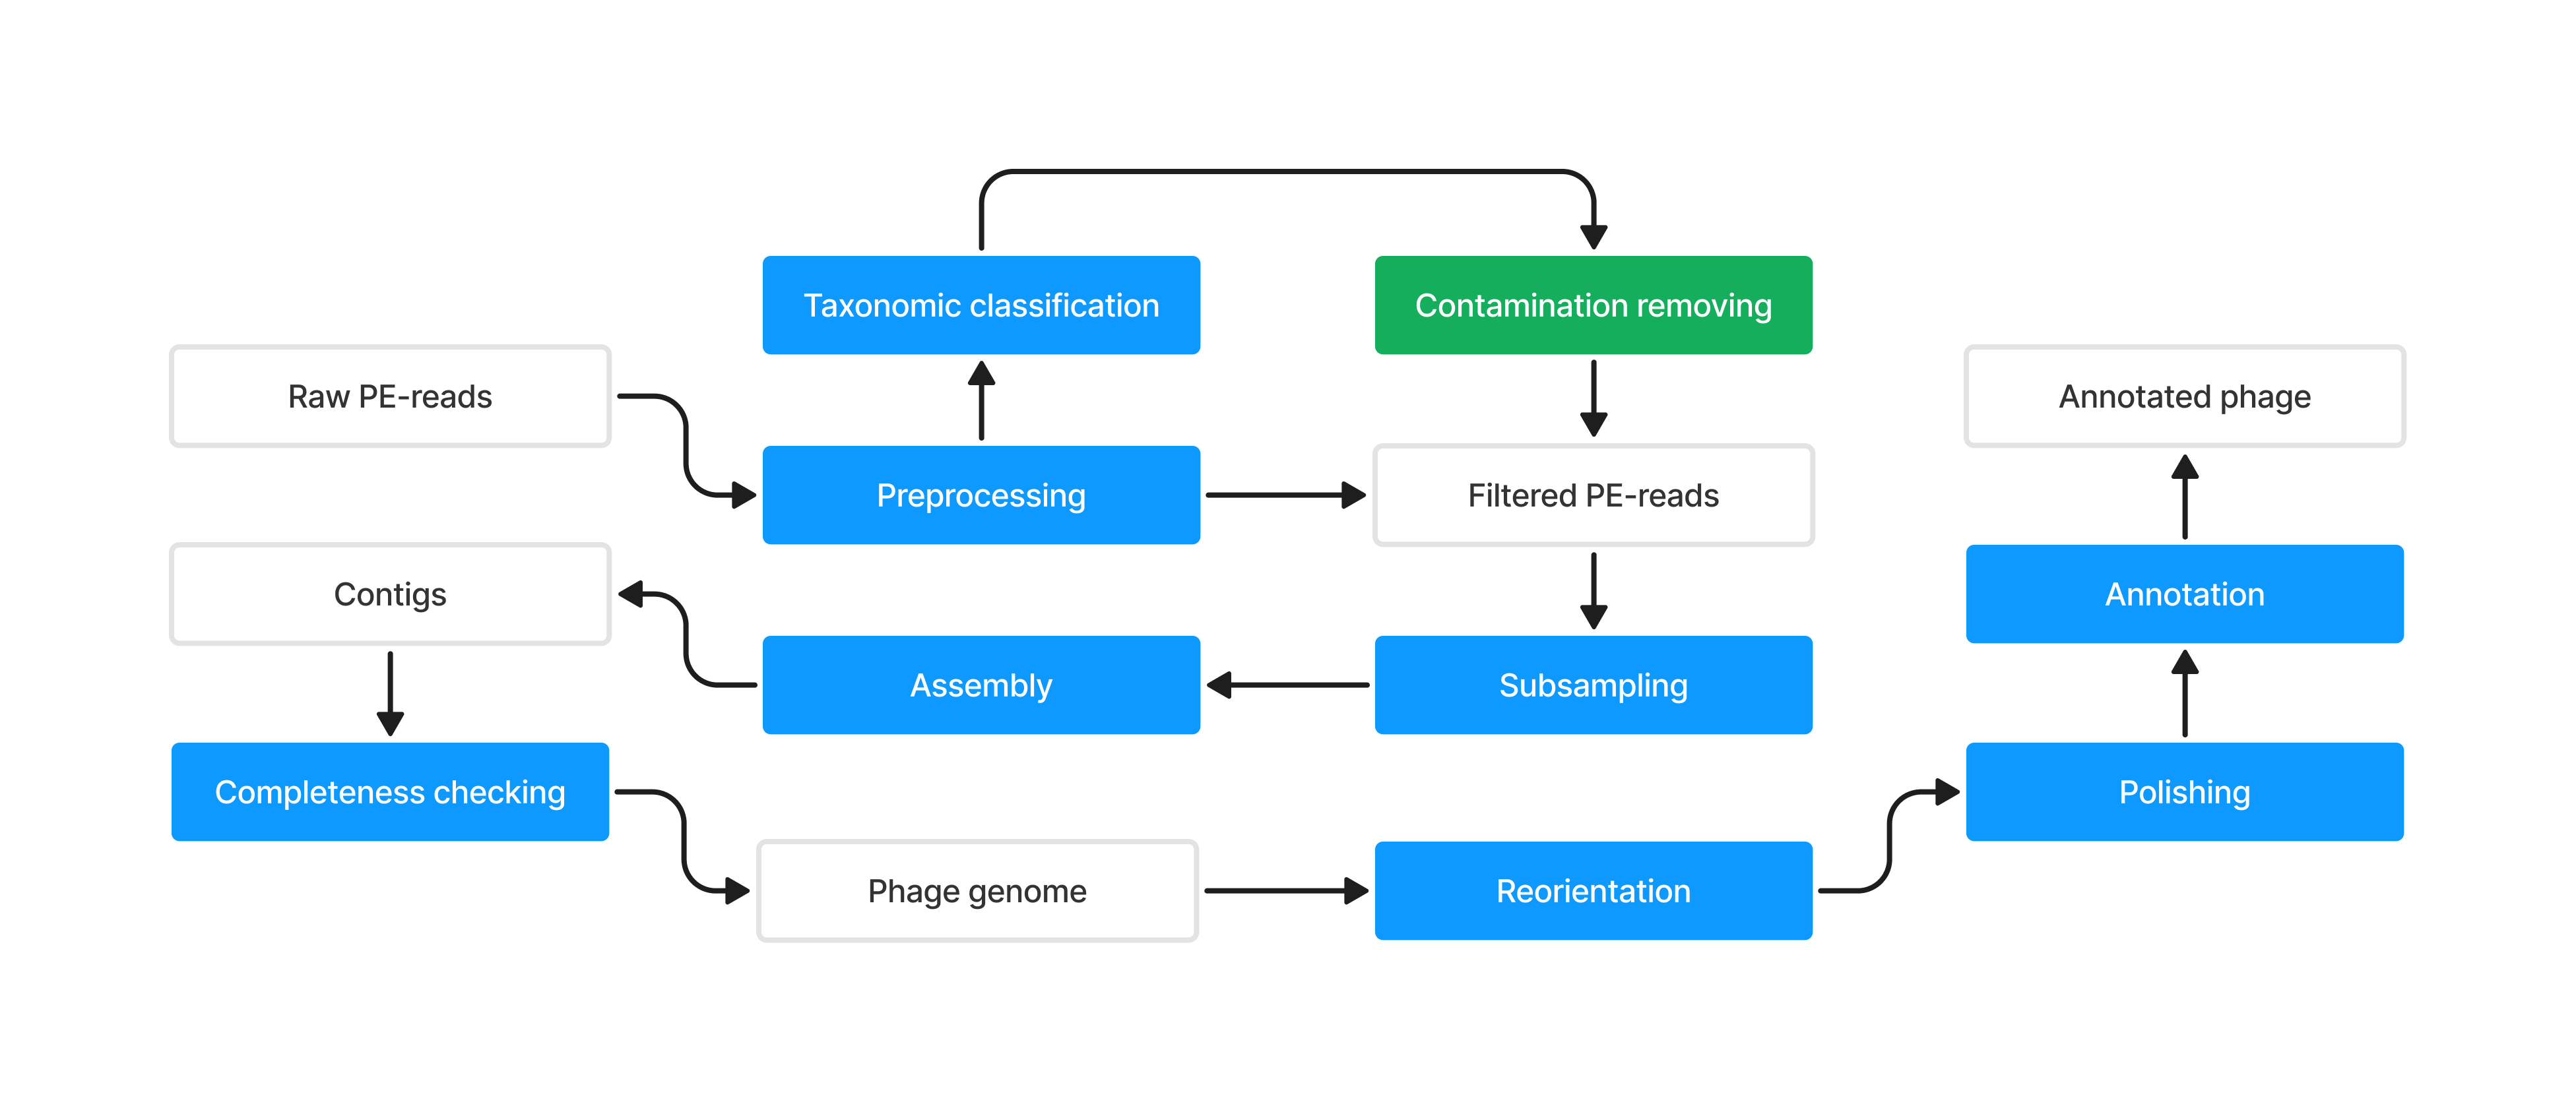 Taxonomic classification
Contamination removing
Raw PE-reads
Annotated phage
Preprocessing
Filtered PE-reads
Contigs
Annotation
Assembly
Subsampling
Completeness checking
Polishing
Phage genome
Reorientation